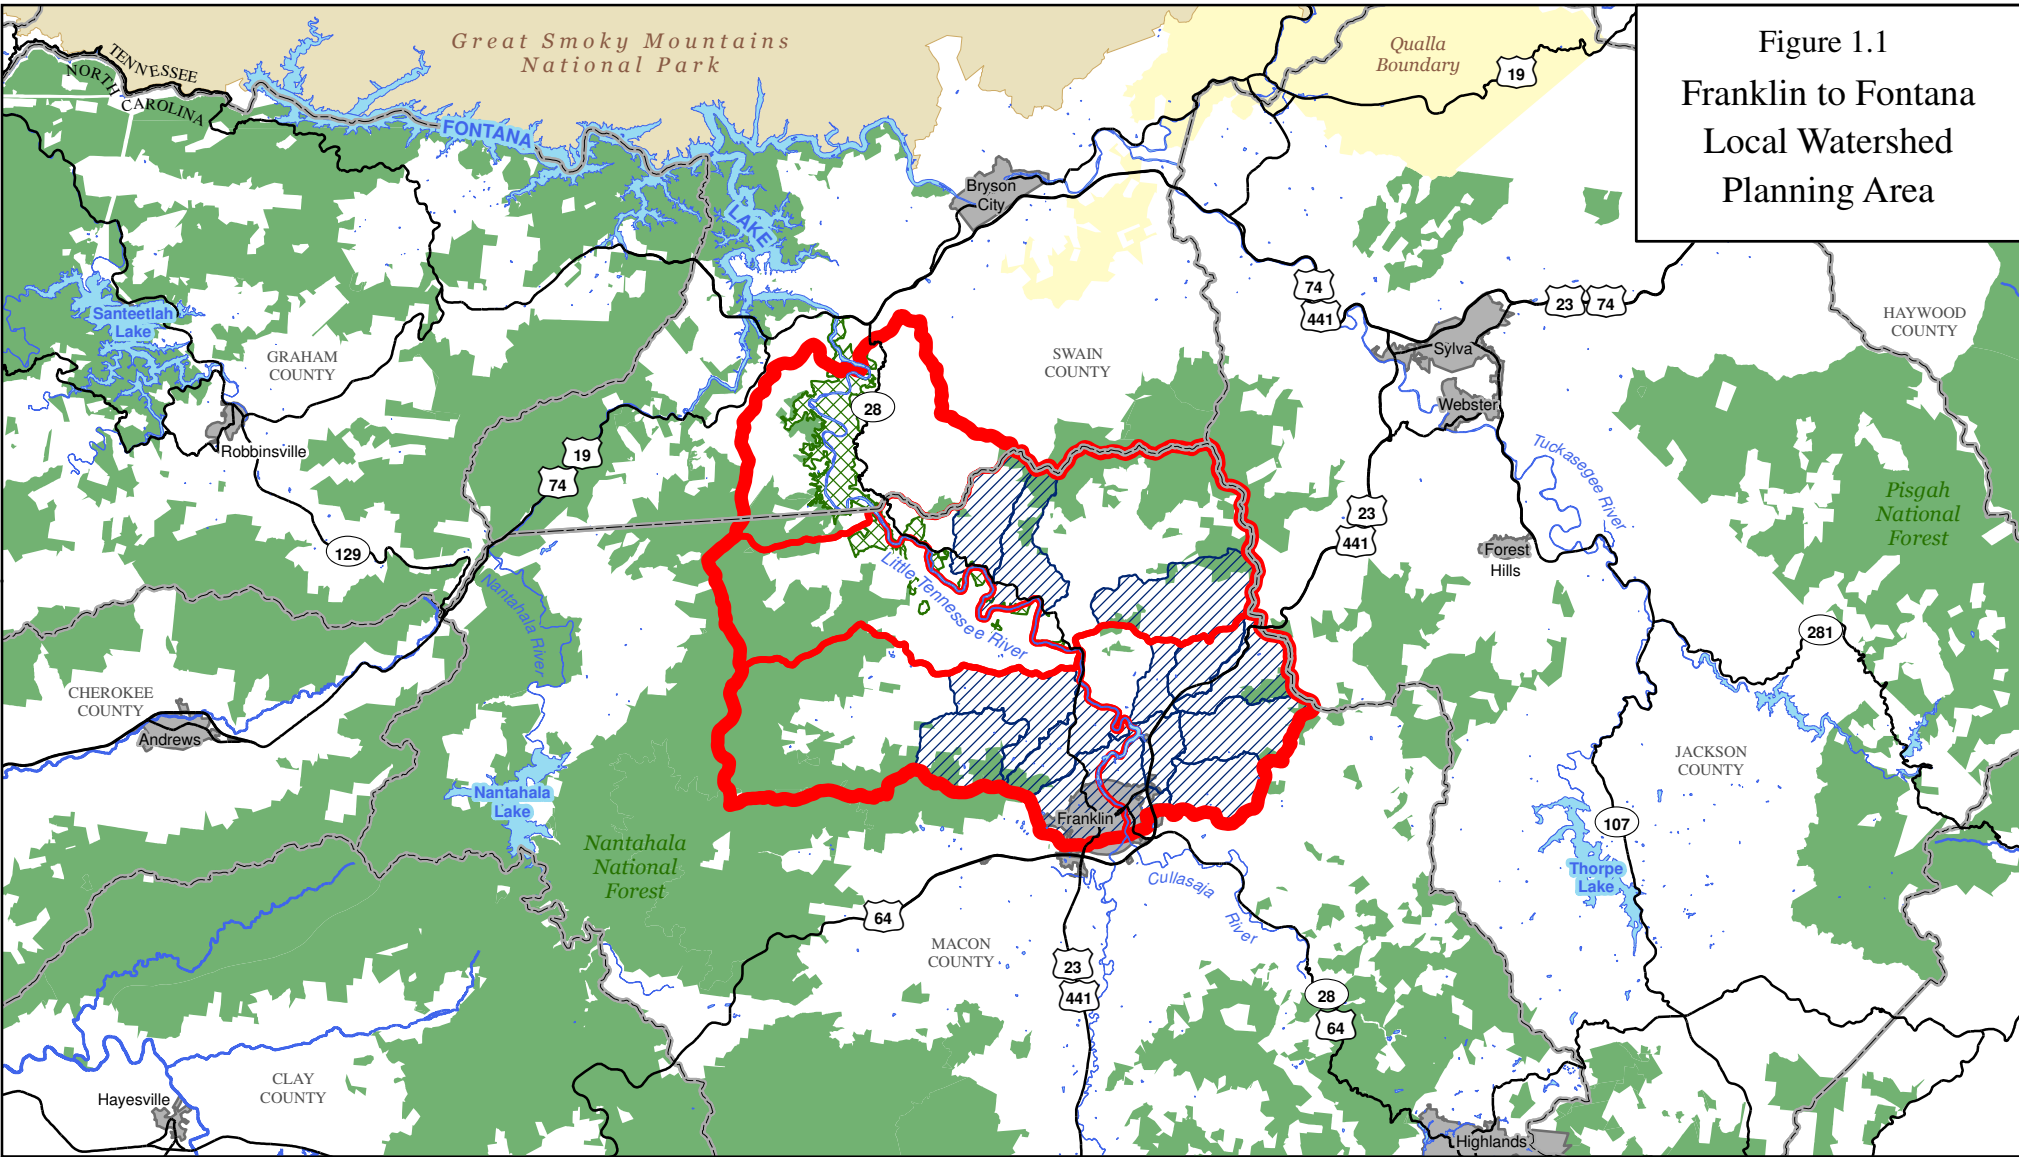 Figure 1.1
Franklin to Fontana
Local Watershed
Planning Area
Great Smoky Mountains
National Park
Qualla
Boundary
19
TENNESSEE
NORTH
CAROLINA
FONTANA
LAKE
Bryson
City
74
441
23
74
HAYWOOD
COUNTY
Santeetlah
Lake
GRAHAM
COUNTY
SWAIN
COUNTY
Sylva
Webster
28
Robbinsville
19
74
Tuckasegee River
Pisgah
National
Forest
23
441
129
Forest
Hills
Little Tennessee River
Nantahala River
281
CHEROKEE
COUNTY
Andrews
JACKSON
COUNTY
Nantahala
Lake
Franklin
107
Nantahala
National
Forest
Thorpe
Lake
Cullasaja
River
64
MACON
COUNTY
23
441
28
64
CLAY
COUNTY
Hayesville
Highlands